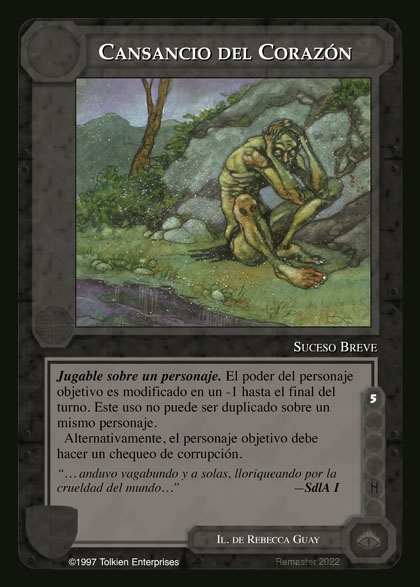 CANSANCIO DEL CORAZÓN
SUCESO BREVE
Jugable sobre un personaje. El poder del personaje
objetivo es modificado en un -1 hasta el final del
turno. Este uso no puede ser duplicado sobre un
mismo personaje.
Alternativamente, el personaje objetivo debe
hacer un chequeo de corrupción.
“… anduvo vagabundo y a solas, lloriqueando por la
crueldad del mundo…” —SdlA I
5
IL. DE REBECCA GUAY
©1997 Tolkien Enterprises
Remaster 2022